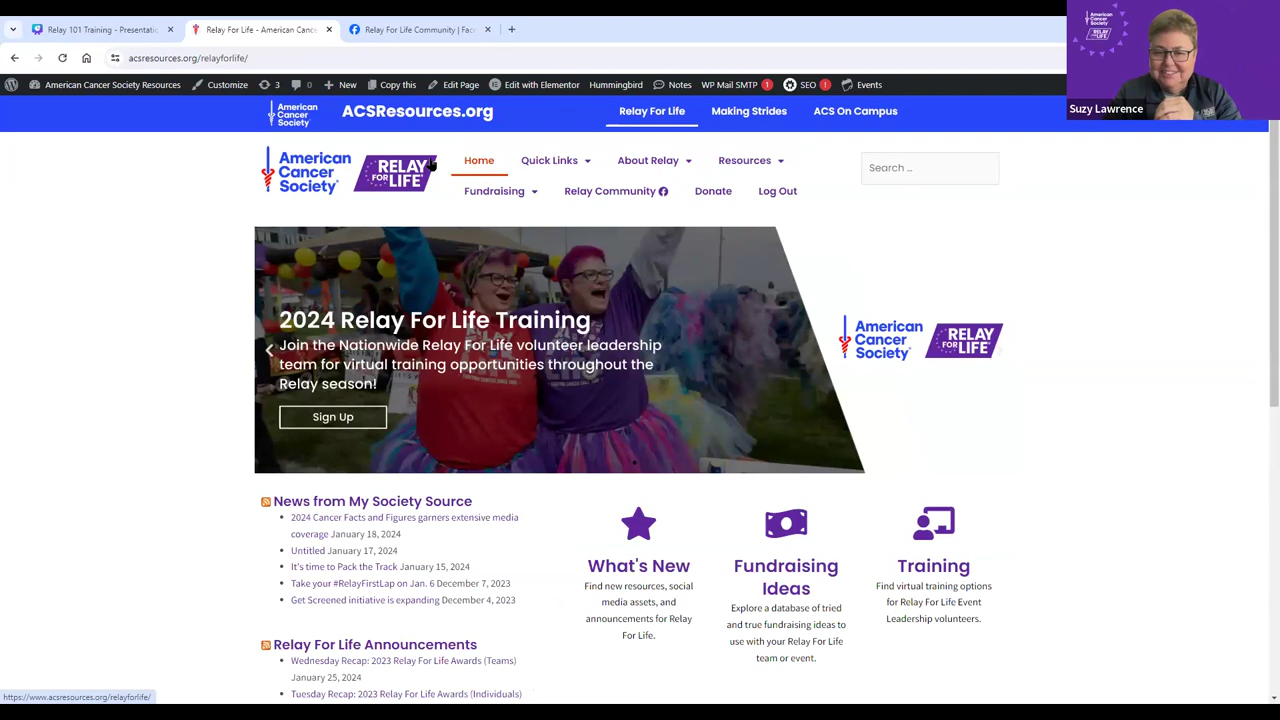 Relay 101 Training - Presentatio
Relay For Life - American Cance
Relay For Life Community | Face
acsresources.org/relayforlife/
American Cancer Society Resources
Customize
3
0
New
Copy this
Edit Page
Edit with Elementor
Hummingbird
Notes
WP Mail SMTP 1
SEO !
Events
American
Cancer
Society
RELAY
FOR LIFE
Suzy Lawrence
American
Cancer
Society
ACSResources.org
Relay For Life
Making Strides
ACS On Campus
American
Cancer
Society
RELAY
FOR LIFE
Home
Quick Links
About Relay
Resources
Search ...
Fundraising
Relay Community
Donate
Log Out
2024 Relay For Life Training
Join the Nationwide Relay For Life volunteer leadership
team for virtual training opportunities throughout the
Relay season!
Sign Up
American
Cancer
Society
RELAY
FOR LIFE
News from My Society Source
2024 Cancer Facts and Figures garners extensive media
coverage January 18, 2024
Untitled January 17, 2024
It's time to Pack the Track January 15, 2024
Take your #RelayFirstLap on Jan. 6 December 7, 2023
Get Screened initiative is expanding December 4, 2023
Relay For Life Announcements
Wednesday Recap: 2023 Relay For Life Awards (Teams)
January 25, 2024
Tuesday Recap: 2023 Relay For Life Awards (Individuals)
What's New
Find new resources, social
media assets, and
announcements for Relay
For Life.
Fundraising
Ideas
Explore a database of tried
and true fundraising ideas to
use with your Relay For Life
team or event.
Training
Find virtual training options
for Relay For Life Event
Leadership volunteers.
https://www.acsresources.org/relayforlife/